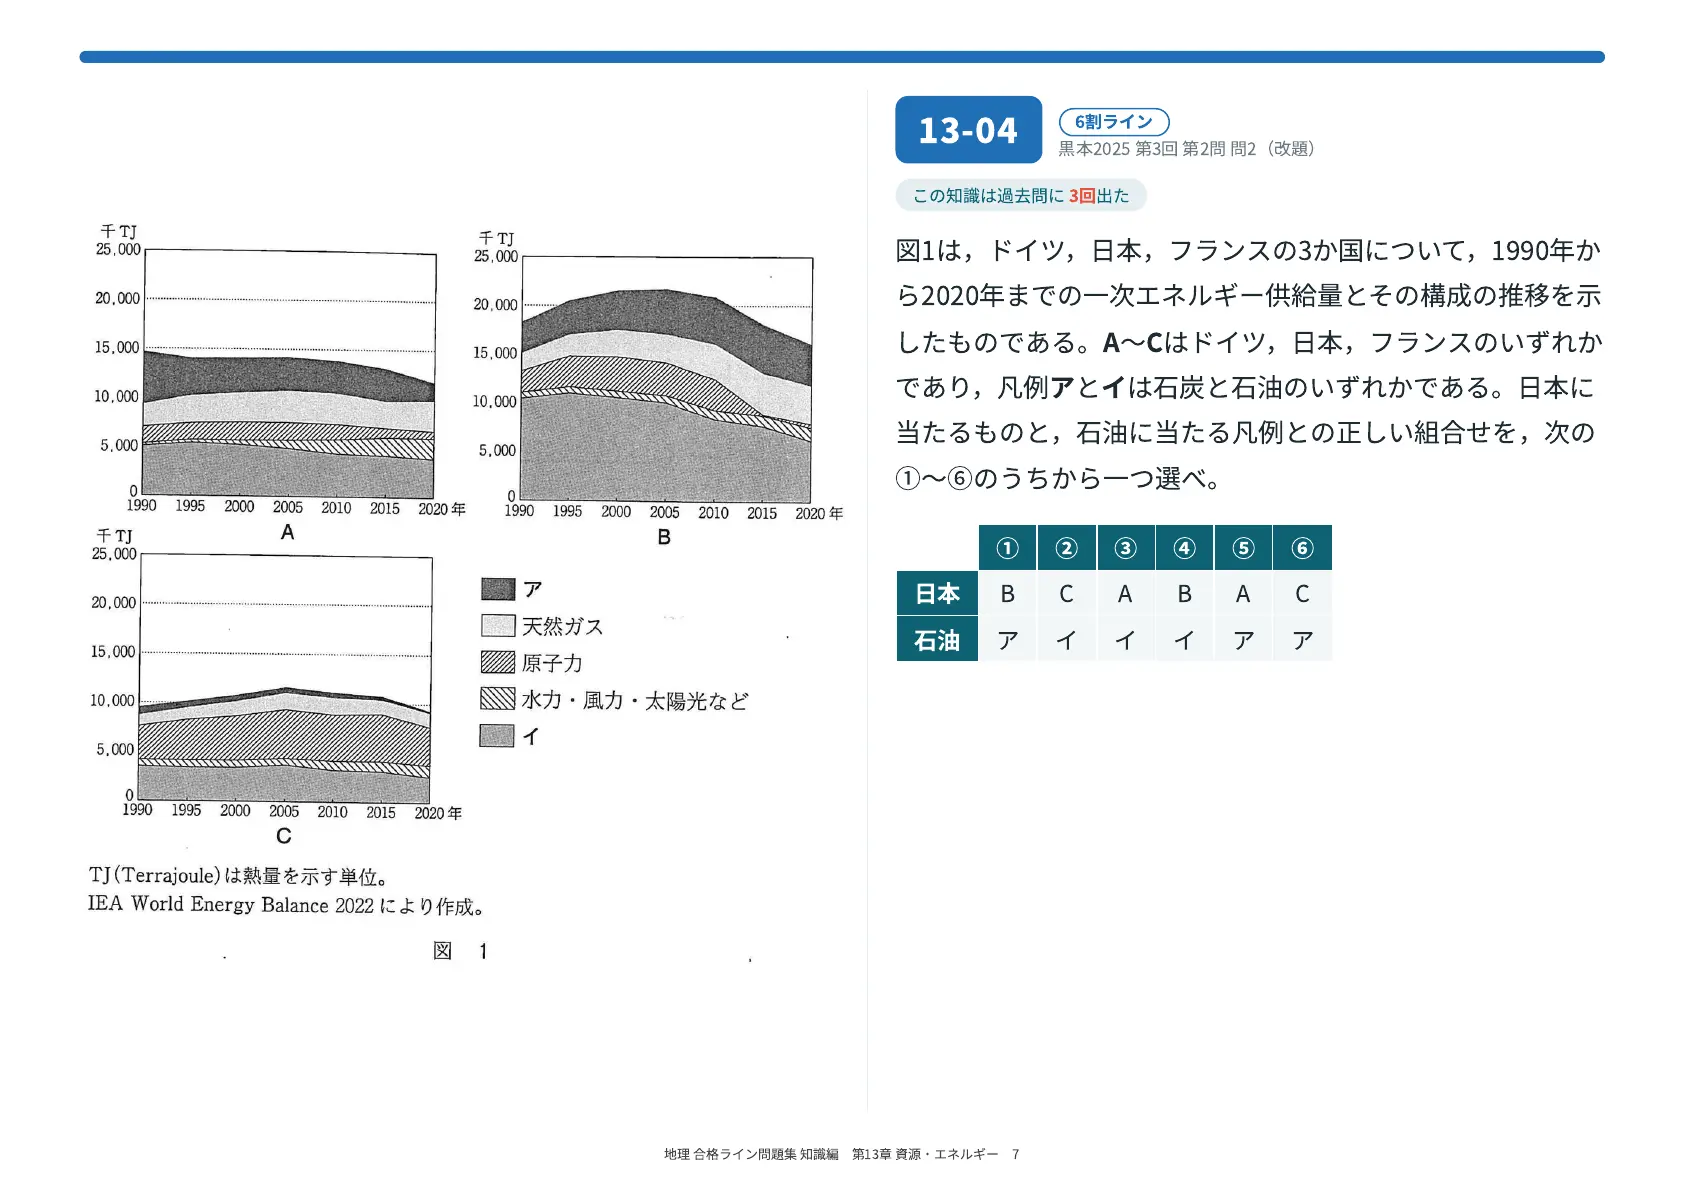 千TJ
25,000
20,000
15,000
10,000
5,000
0
1990 1995 2000 2005 2010 2015 2020年
A
千TJ
25,000
20,000
15,000
10,000
5,000
0
1990 1995 2000 2005 2010 2015 2020年
B
千TJ
25,000
20,000
15,000
10,000
5,000
0
1990 1995 2000 2005 2010 2015 2020年
C
ア
天然ガス
原子力
水力・風力・太陽光など
イ
TJ(Terrajoule)は熱量を示す単位。
IEA World Energy Balance 2022により作成。
図 1
13-04
6割ライン
黒本2025 第3回 第2問 問2（改題）
この知識は過去問に 3回出た
図1は，ドイツ，日本，フランスの3か国について，1990年か
ら2020年までの一次エネルギー供給量とその構成の推移を示
したものである。A〜Cはドイツ，日本，フランスのいずれか
であり，凡例アとイは石炭と石油のいずれかである。日本に
当たるものと，石油に当たる凡例との正しい組合せを，次の
①〜⑥のうちから一つ選べ。
① ② ③ ④ ⑤ ⑥
日本 B C A B A C
石油 ア イ イ イ ア ア
地理 合格ライン問題集 知識編　第13章 資源・エネルギー　7